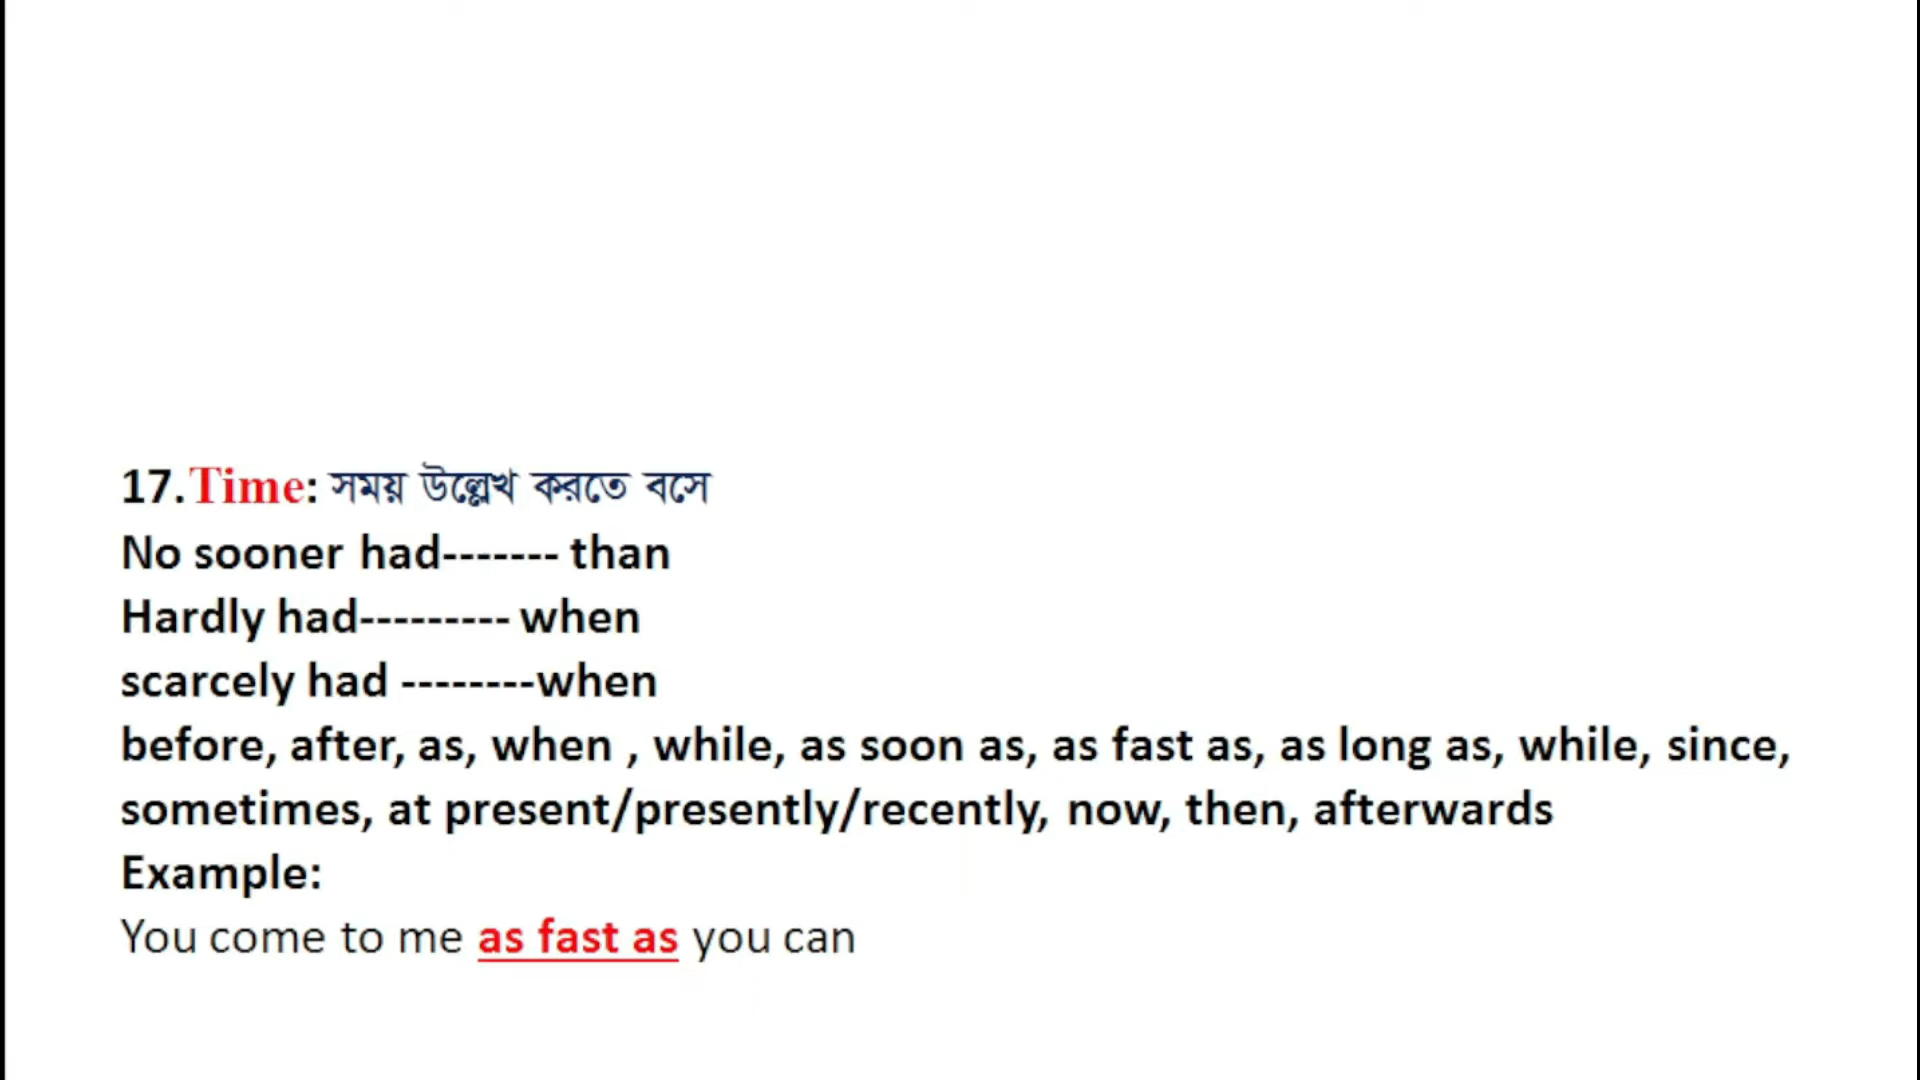 17.Time: সময় উল্লেখ করতে বসে
No sooner had------- than
Hardly had--------- when
scarcely had --------when
before, after, as, when , while, as soon as, as fast as, as long as, while, since,
sometimes, at present/presently/recently, now, then, afterwards
Example:
You come to me as fast as you can